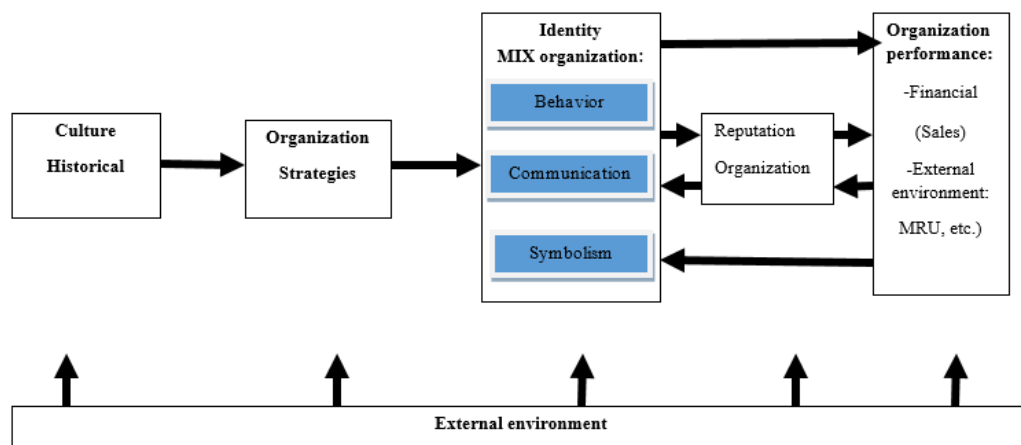 Culture
Historical
Organization
Strategies
Identity
MIX organization:
Behavior
Communication
Symbolism
Reputation
Organization
Organization
performance:
-Financial
(Sales)
-External
environment:
MRU, etc.)
External environment